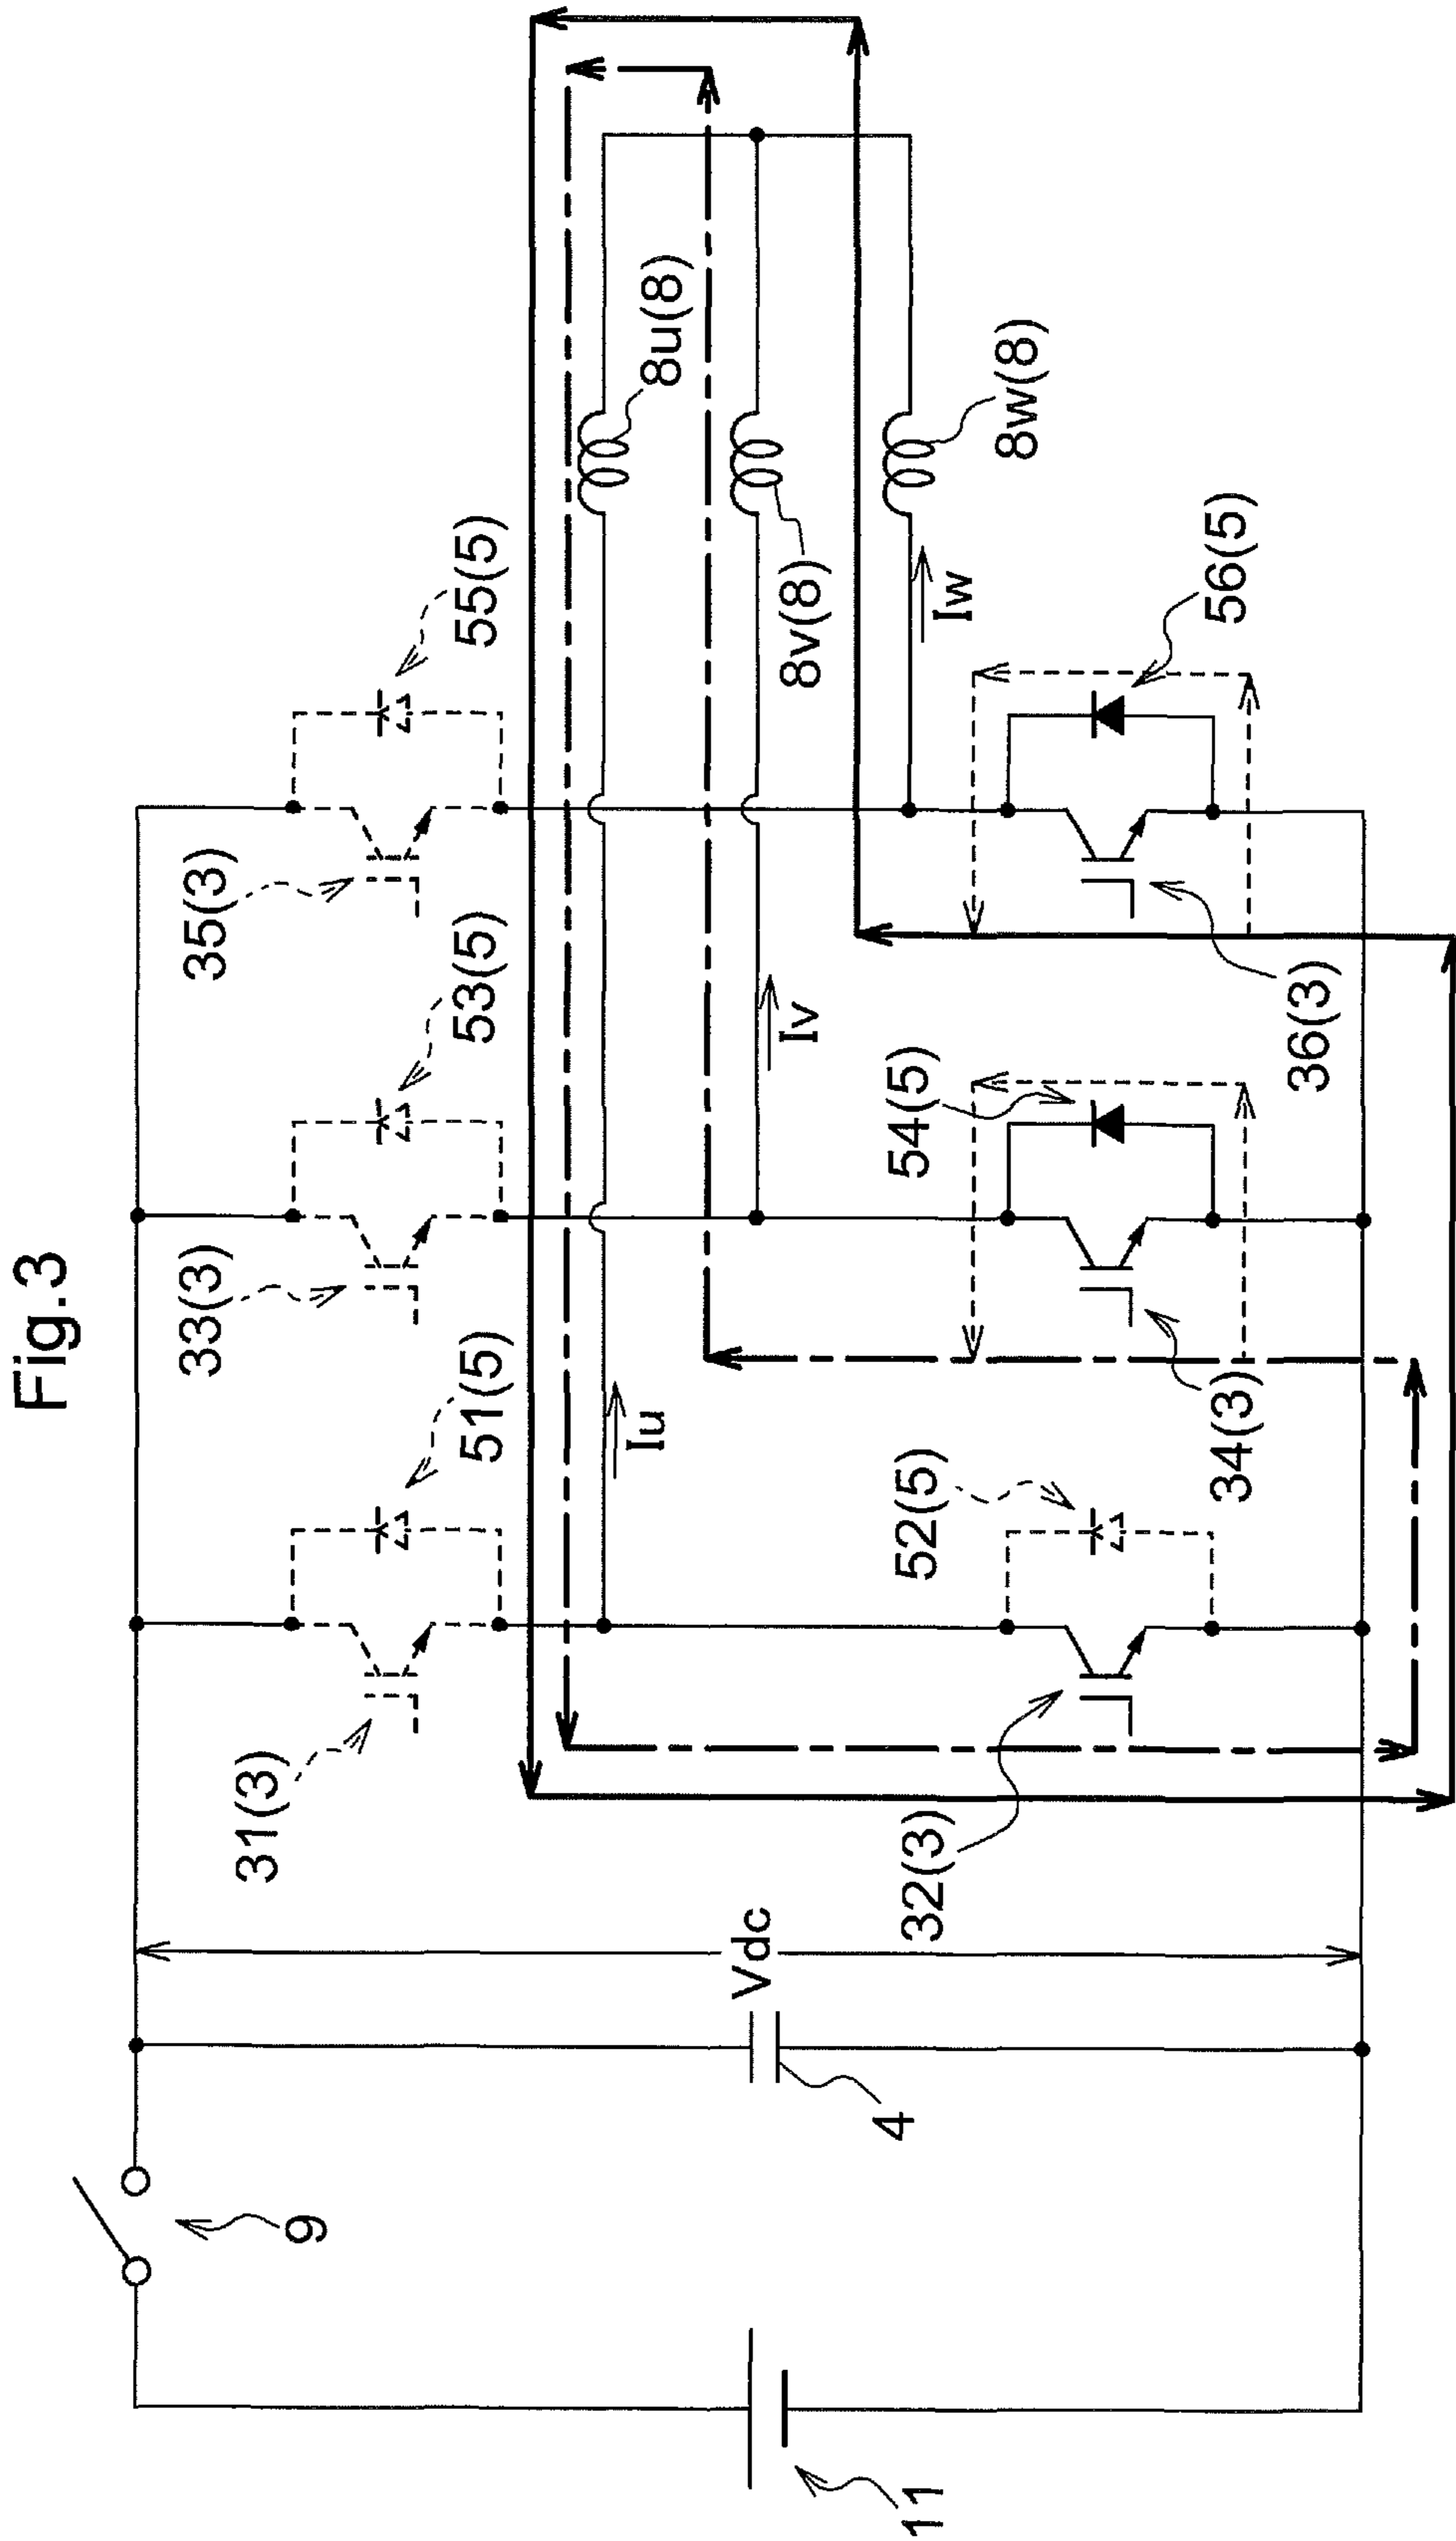 Fig.3
31(3)
51(5)
33(3)
53(5)
35(3)
55(5)
9
11
4
Vdc
Iu
Iv
Iw
8u(8)
8v(8)
8w(8)
32(3)
52(5)
34(3)
54(5)
36(3)
56(5)